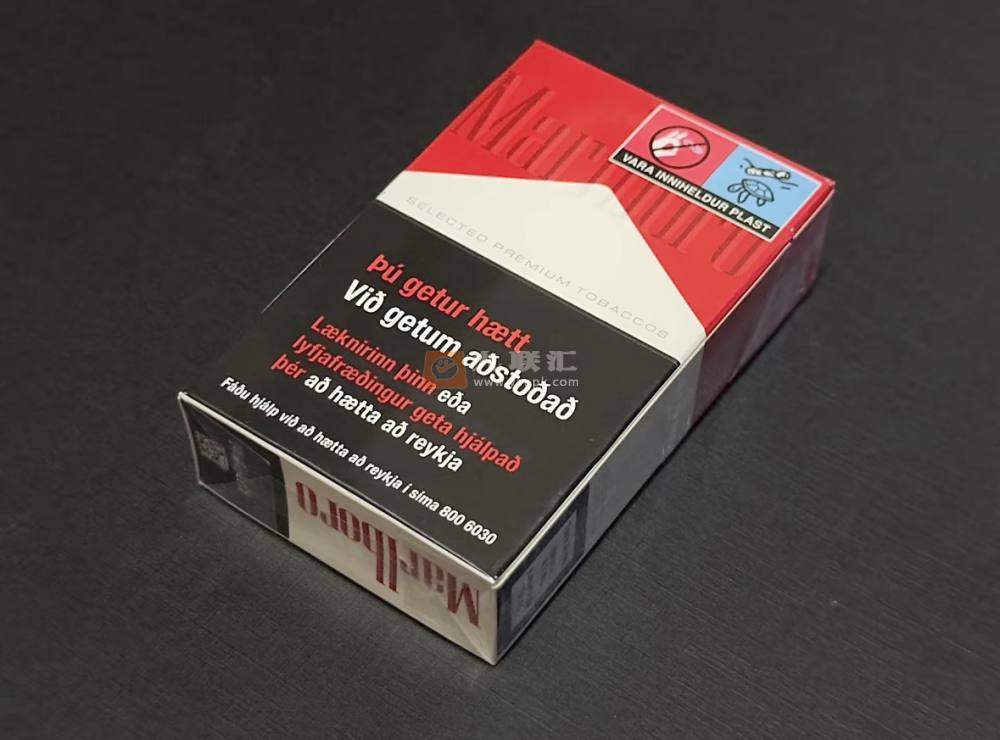 Marlboro
VARA INNIHELDUR PLAST
SELECTED PREMIUM TOBACCOS
Þú getur hætt
Við getum aðstoðað
Læknirinn þinn eða
lyfjafræðingur geta hjálpað
þér að hætta að reykja
Fáðu hjálp við að hætta að reykja í síma 800 6030
Marlboro